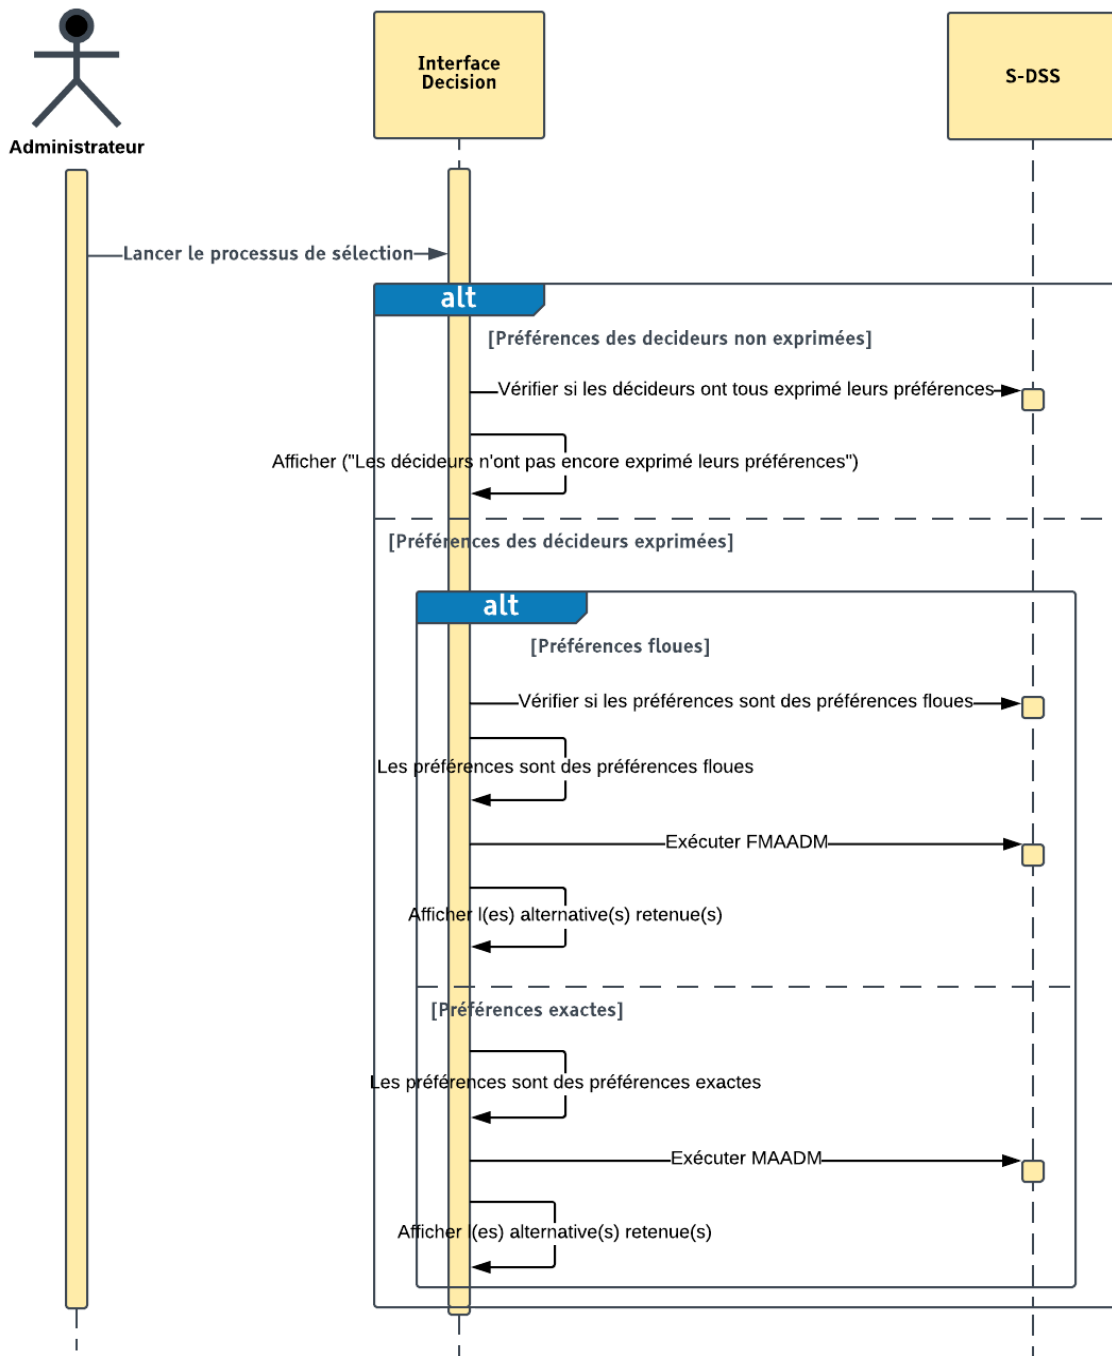 Administrateur
Interface
Decision
S-DSS
Lancer le processus de sélection
alt
[Préférences des decideurs non exprimées]
Vérifier si les décideurs ont tous exprimé leurs préférences
Afficher ("Les décideurs n'ont pas encore exprimé leurs préférences")
[Préférences des décideurs exprimées]
alt
[Préférences floues]
Vérifier si les préférences sont des préférences floues
Les préférences sont des préférences floues
Exécuter FMAADM
Afficher l(es) alternative(s) retenue(s)
[Préférences exactes]
Les préférences sont des préférences exactes
Exécuter MAADM
Afficher l(es) alternative(s) retenue(s)